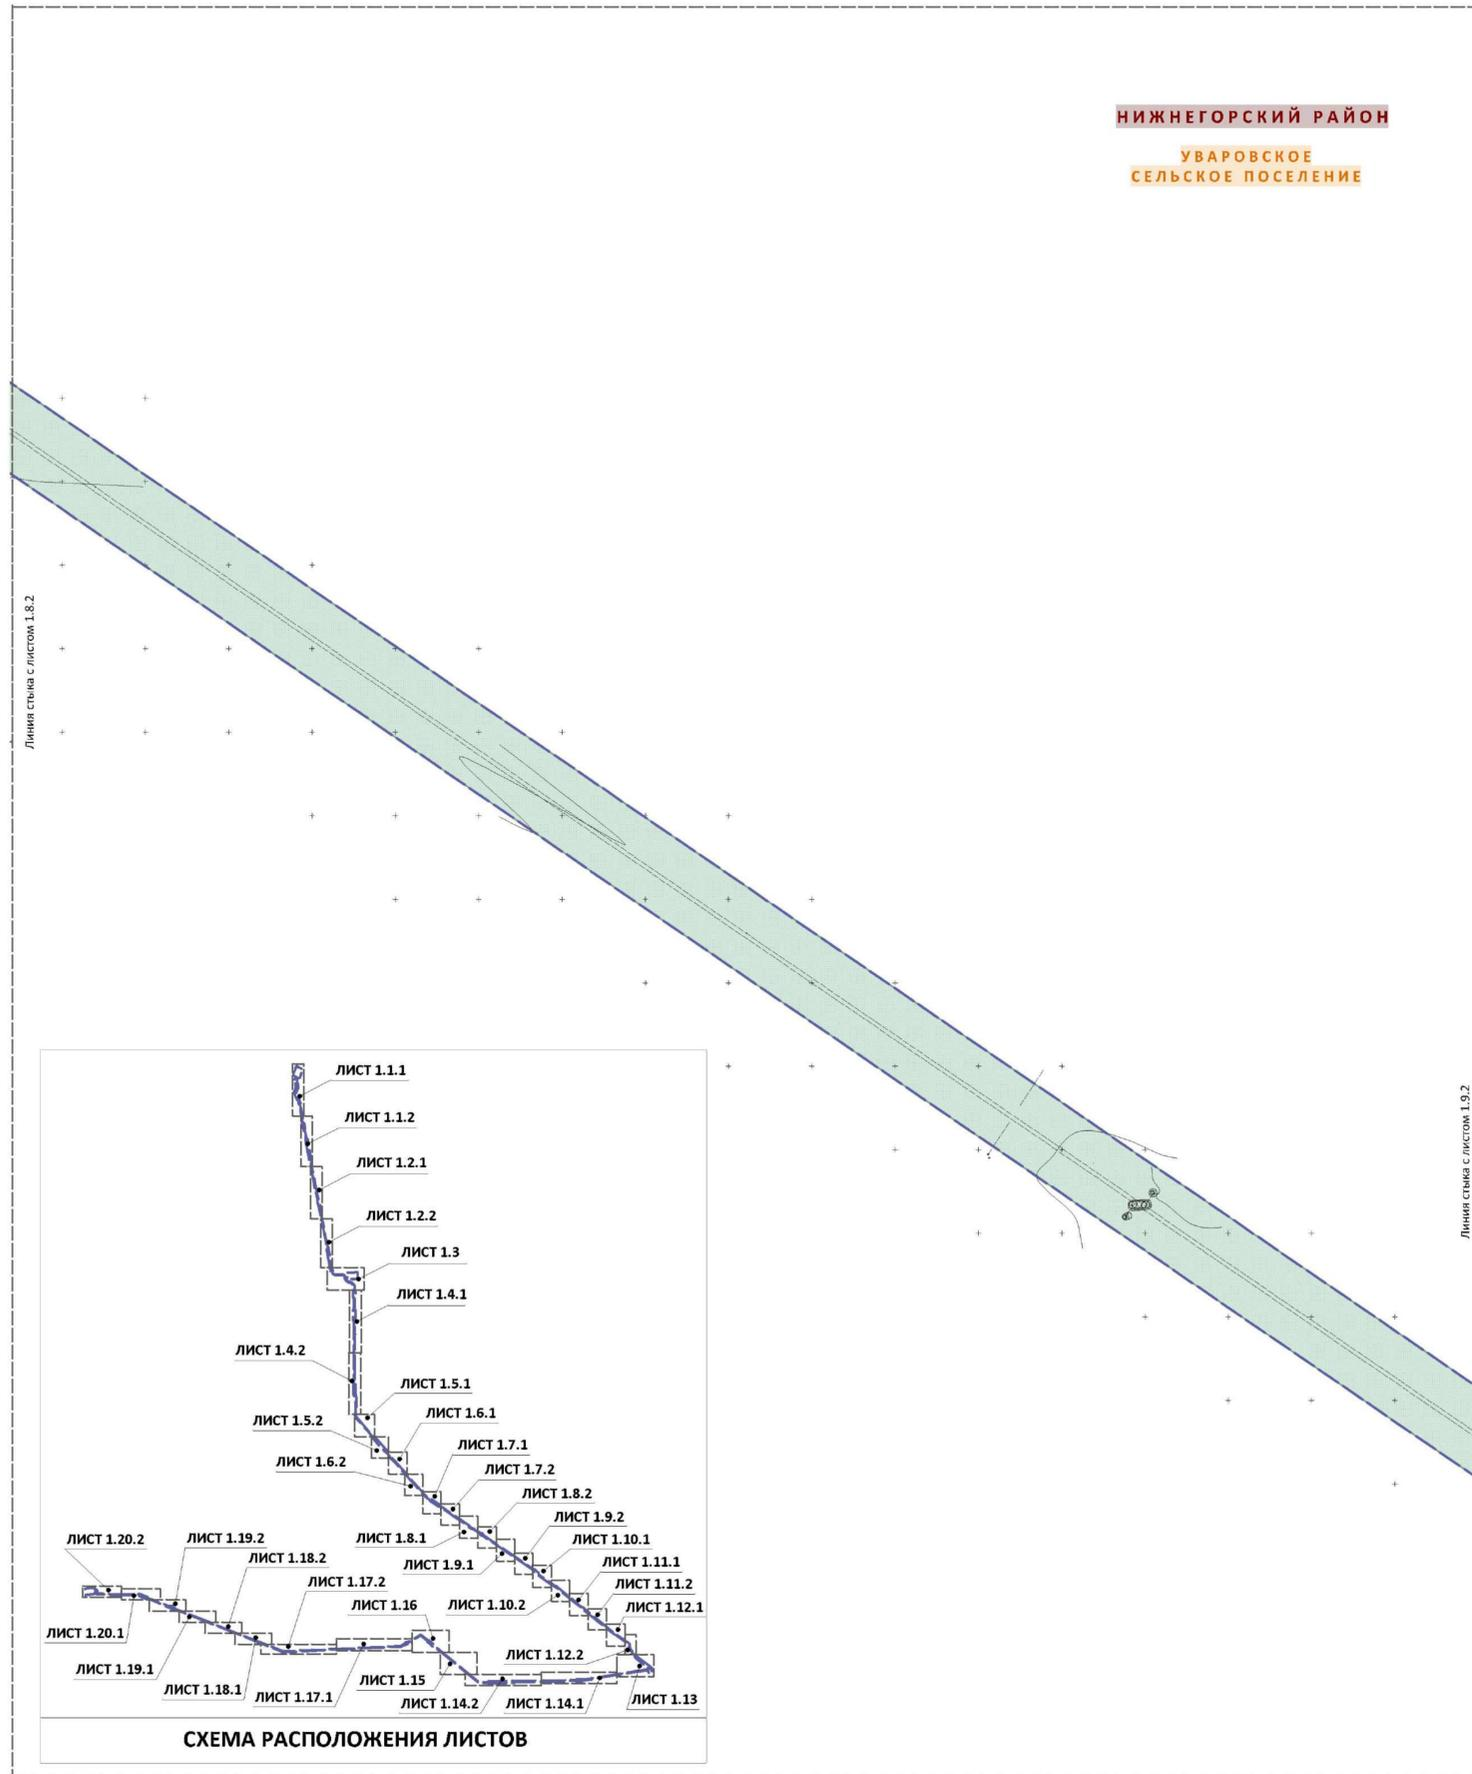 НИЖНЕГОРСКИЙ РАЙОН
УВАРОВСКОЕ
СЕЛЬСКОЕ ПОСЕЛЕНИЕ
Линия стыка с листом 1.8.2
Линия стыка с листом 1.9.2
ЛИСТ 1.1.1
ЛИСТ 1.1.2
ЛИСТ 1.2.1
ЛИСТ 1.2.2
ЛИСТ 1.3
ЛИСТ 1.4.1
ЛИСТ 1.4.2
ЛИСТ 1.5.1
ЛИСТ 1.5.2
ЛИСТ 1.6.1
ЛИСТ 1.6.2
ЛИСТ 1.7.1
ЛИСТ 1.7.2
ЛИСТ 1.8.2
ЛИСТ 1.8.1
ЛИСТ 1.9.2
ЛИСТ 1.9.1
ЛИСТ 1.10.1
ЛИСТ 1.11.1
ЛИСТ 1.11.2
ЛИСТ 1.10.2
ЛИСТ 1.12.1
ЛИСТ 1.12.2
ЛИСТ 1.13
ЛИСТ 1.14.1
ЛИСТ 1.14.2
ЛИСТ 1.15
ЛИСТ 1.16
ЛИСТ 1.17.2
ЛИСТ 1.17.1
ЛИСТ 1.18.2
ЛИСТ 1.18.1
ЛИСТ 1.19.2
ЛИСТ 1.19.1
ЛИСТ 1.20.2
ЛИСТ 1.20.1
СХЕМА РАСПОЛОЖЕНИЯ ЛИСТОВ